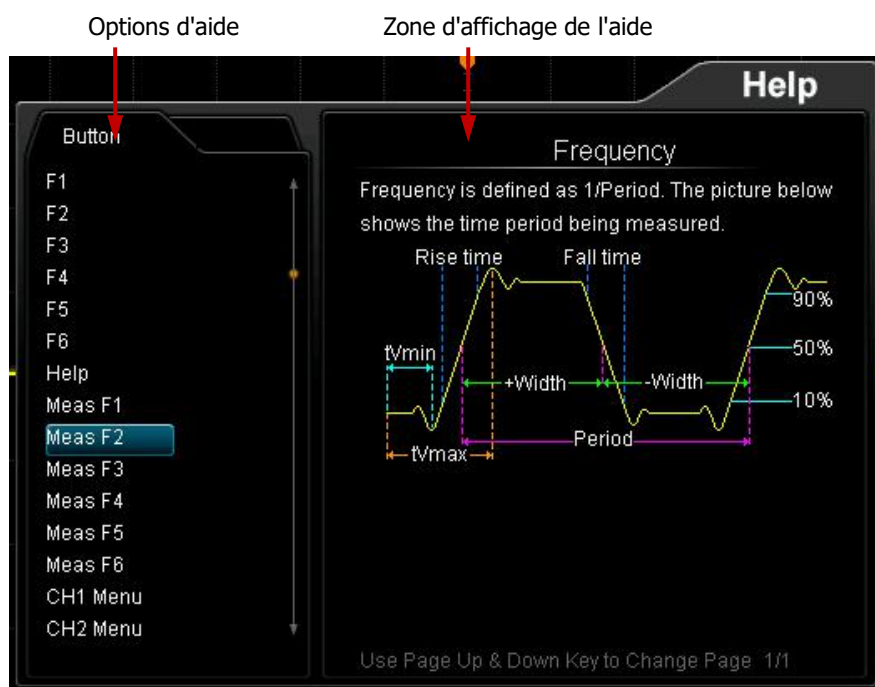 Options d'aide
Zone d'affichage de l'aide
Help
Button
F1
F2
F3
F4
F5
F6
Help
Meas F1
Meas F2
Meas F3
Meas F4
Meas F5
Meas F6
CH1 Menu
CH2 Menu
Frequency
Frequency is defined as 1/Period. The picture below
shows the time period being measured.
Rise time
Fall time
90%
tVmin
50%
+Width
-Width
10%
Period
tVmax
Use Page Up & Down Key to Change Page 1/1